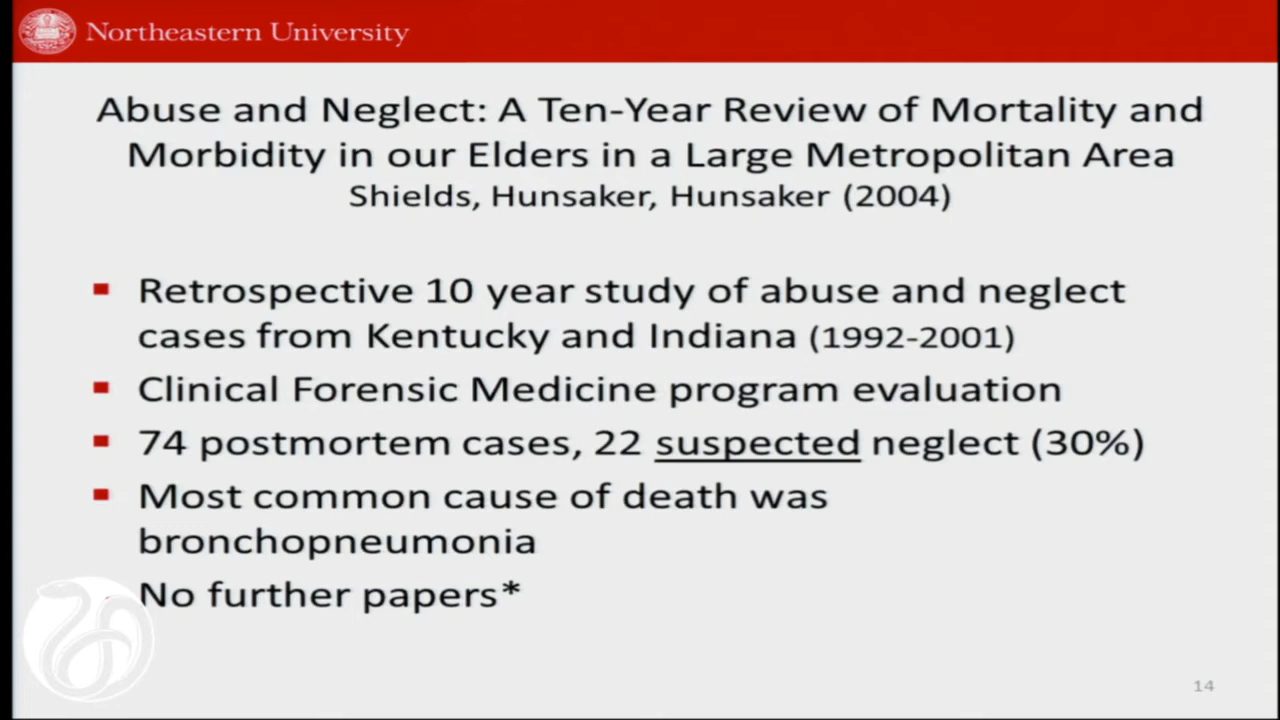 Northeastern University
Abuse and Neglect: A Ten-Year Review of Mortality and
Morbidity in our Elders in a Large Metropolitan Area
Shields, Hunsaker, Hunsaker (2004)
Retrospective 10 year study of abuse and neglect
cases from Kentucky and Indiana (1992-2001)
Clinical Forensic Medicine program evaluation
74 postmortem cases, 22 suspected neglect (30%)
Most common cause of death was
bronchopneumonia
No further papers*
14